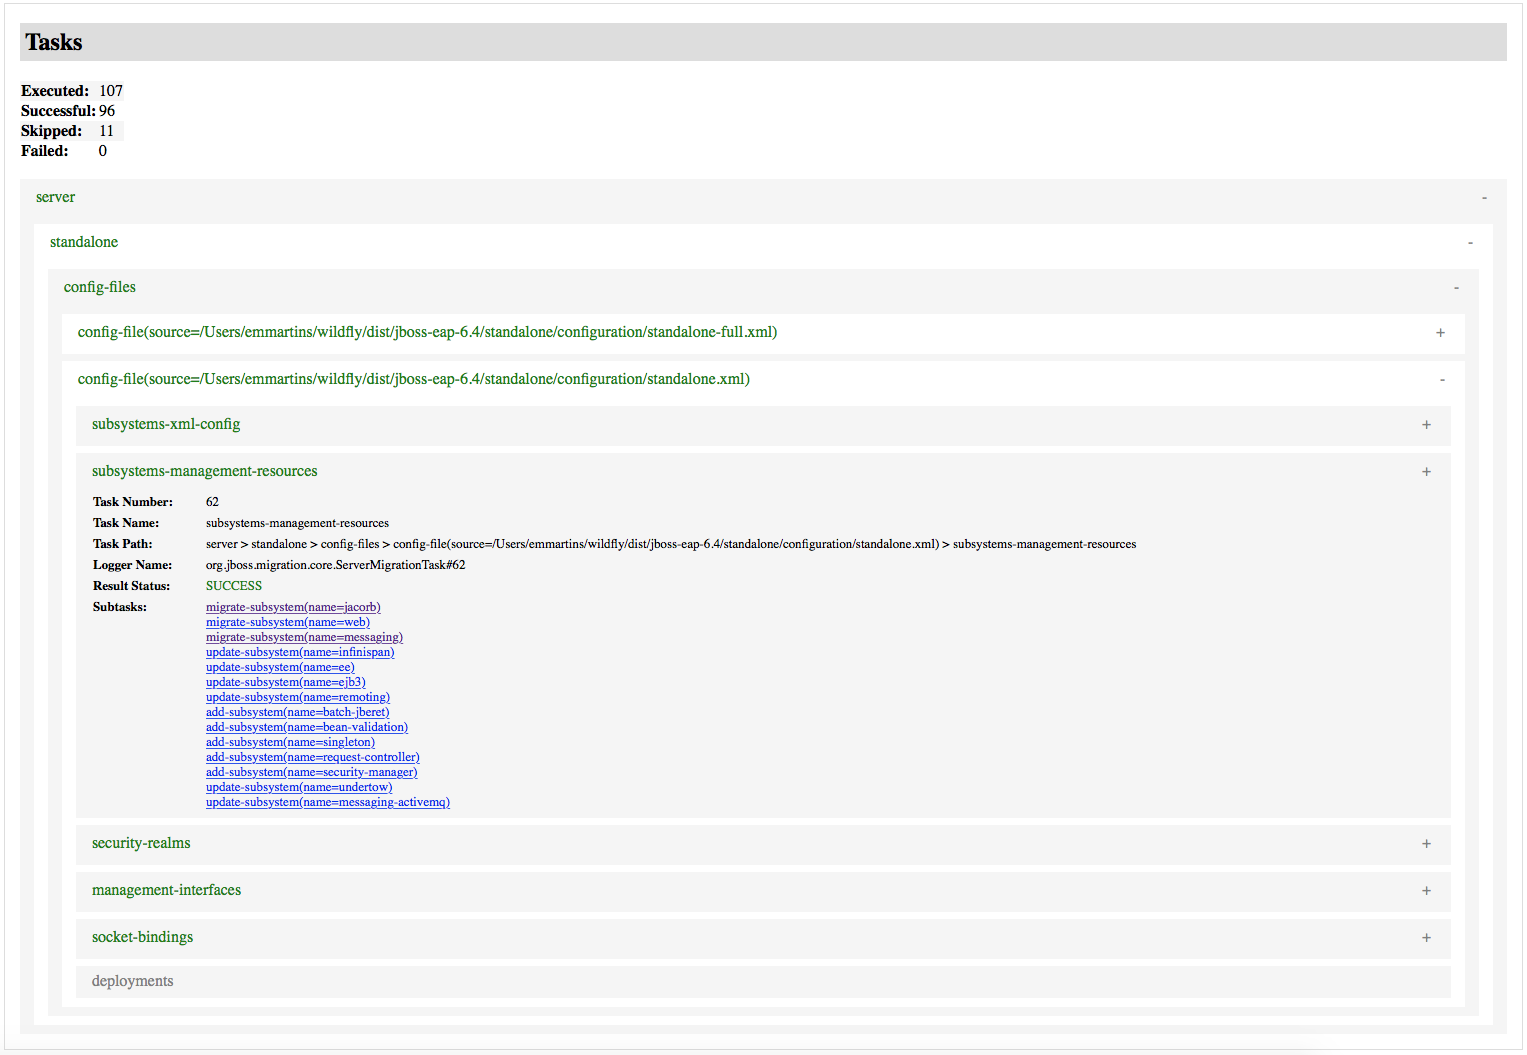 Tasks
Executed: 107
Successful: 96
Skipped: 11
Failed: 0
server -
standalone -
config-files -
config-file(source=/Users/emmartins/wildfly/dist/jboss-eap-6.4/standalone/configuration/standalone-full.xml) +
config-file(source=/Users/emmartins/wildfly/dist/jboss-eap-6.4/standalone/configuration/standalone.xml) -
subsystems-xml-config +
subsystems-management-resources +
Task Number: 62
Task Name: subsystems-management-resources
Task Path: server > standalone > config-files > config-file(source=/Users/emmartins/wildfly/dist/jboss-eap-6.4/standalone/configuration/standalone.xml) > subsystems-management-resources
Logger Name: org.jboss.migration.core.ServerMigrationTask#62
Result Status: SUCCESS
Subtasks: migrate-subsystem(name=jacorb)
migrate-subsystem(name=web)
migrate-subsystem(name=messaging)
update-subsystem(name=infinispan)
update-subsystem(name=ee)
update-subsystem(name=ejb3)
update-subsystem(name=remoting)
add-subsystem(name=batch-jberet)
add-subsystem(name=bean-validation)
add-subsystem(name=singleton)
add-subsystem(name=request-controller)
add-subsystem(name=security-manager)
update-subsystem(name=undertow)
update-subsystem(name=messaging-activemq)
security-realms +
management-interfaces +
socket-bindings +
deployments